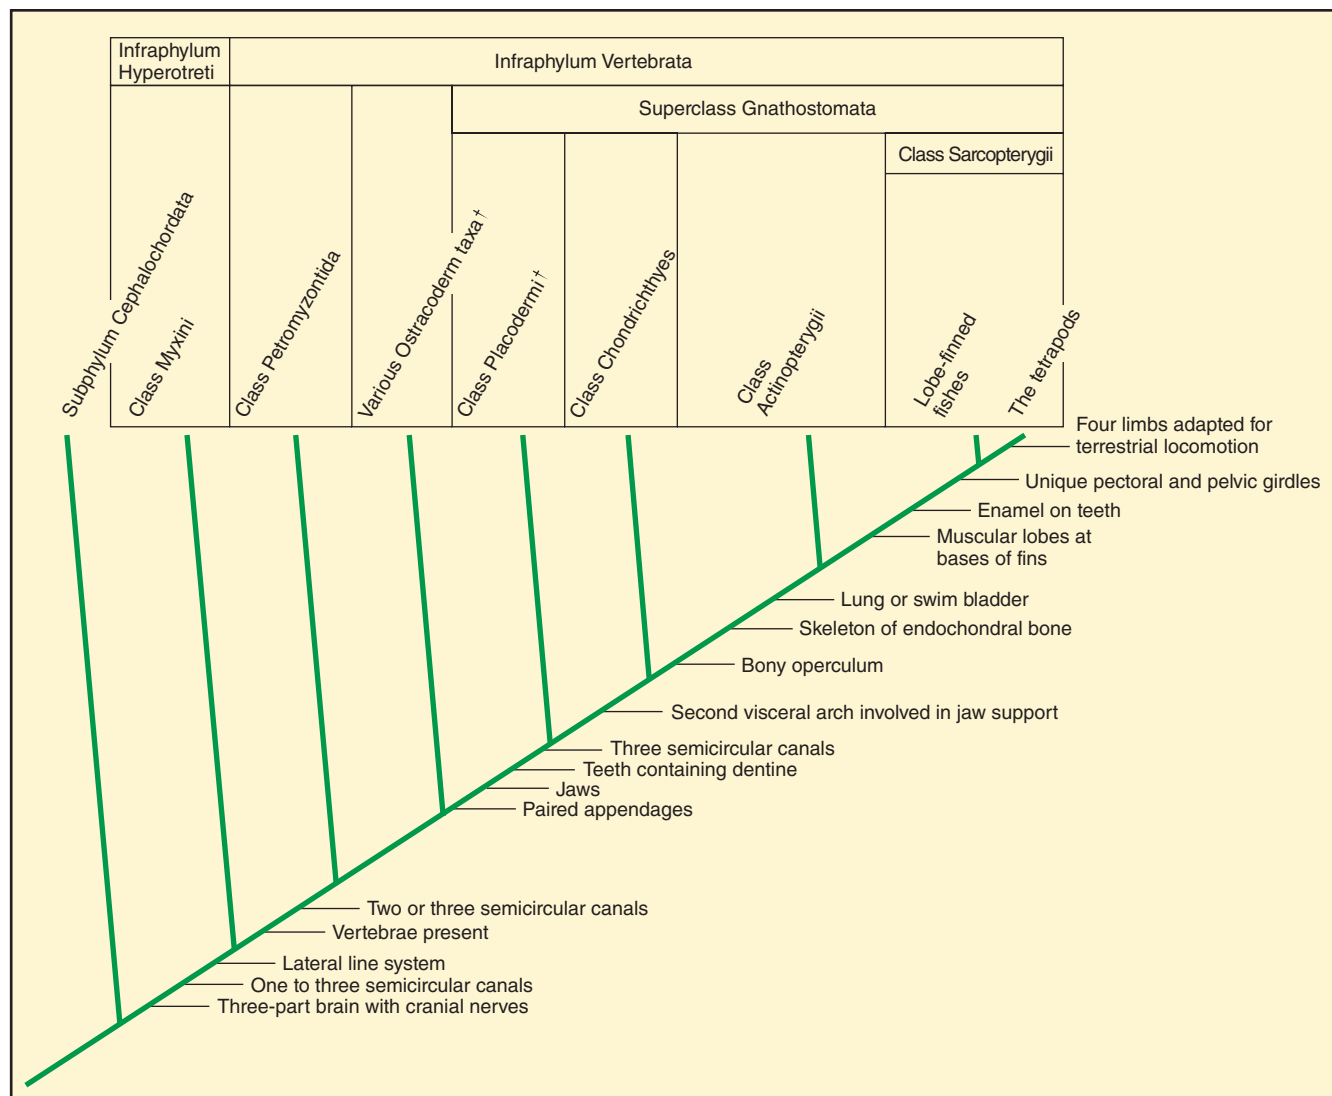 Infraphylum
Hyperotreti
Infraphylum Vertebrata
Superclass Gnathostomata
Class Sarcopterygii
Subphylum Cephalochordata
Class Myxini
Class Petromyzontida
Various Ostracoderm taxa†
Class Placodermi†
Class Chondrichthyes
Class
Actinopterygii
Lobe-finned
fishes
The tetrapods
Four limbs adapted for
terrestrial locomotion
Unique pectoral and pelvic girdles
Enamel on teeth
Muscular lobes at
bases of fins
Lung or swim bladder
Skeleton of endochondral bone
Bony operculum
Second visceral arch involved in jaw support
Three semicircular canals
Teeth containing dentine
Jaws
Paired appendages
Two or three semicircular canals
Vertebrae present
Lateral line system
One to three semicircular canals
Three-part brain with cranial nerves